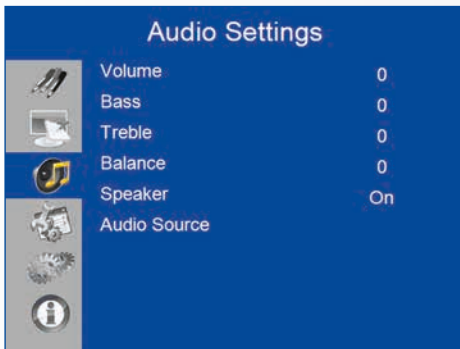 Audio Settings
Volume 0
Bass 0
Treble 0
Balance 0
Speaker On
Audio Source